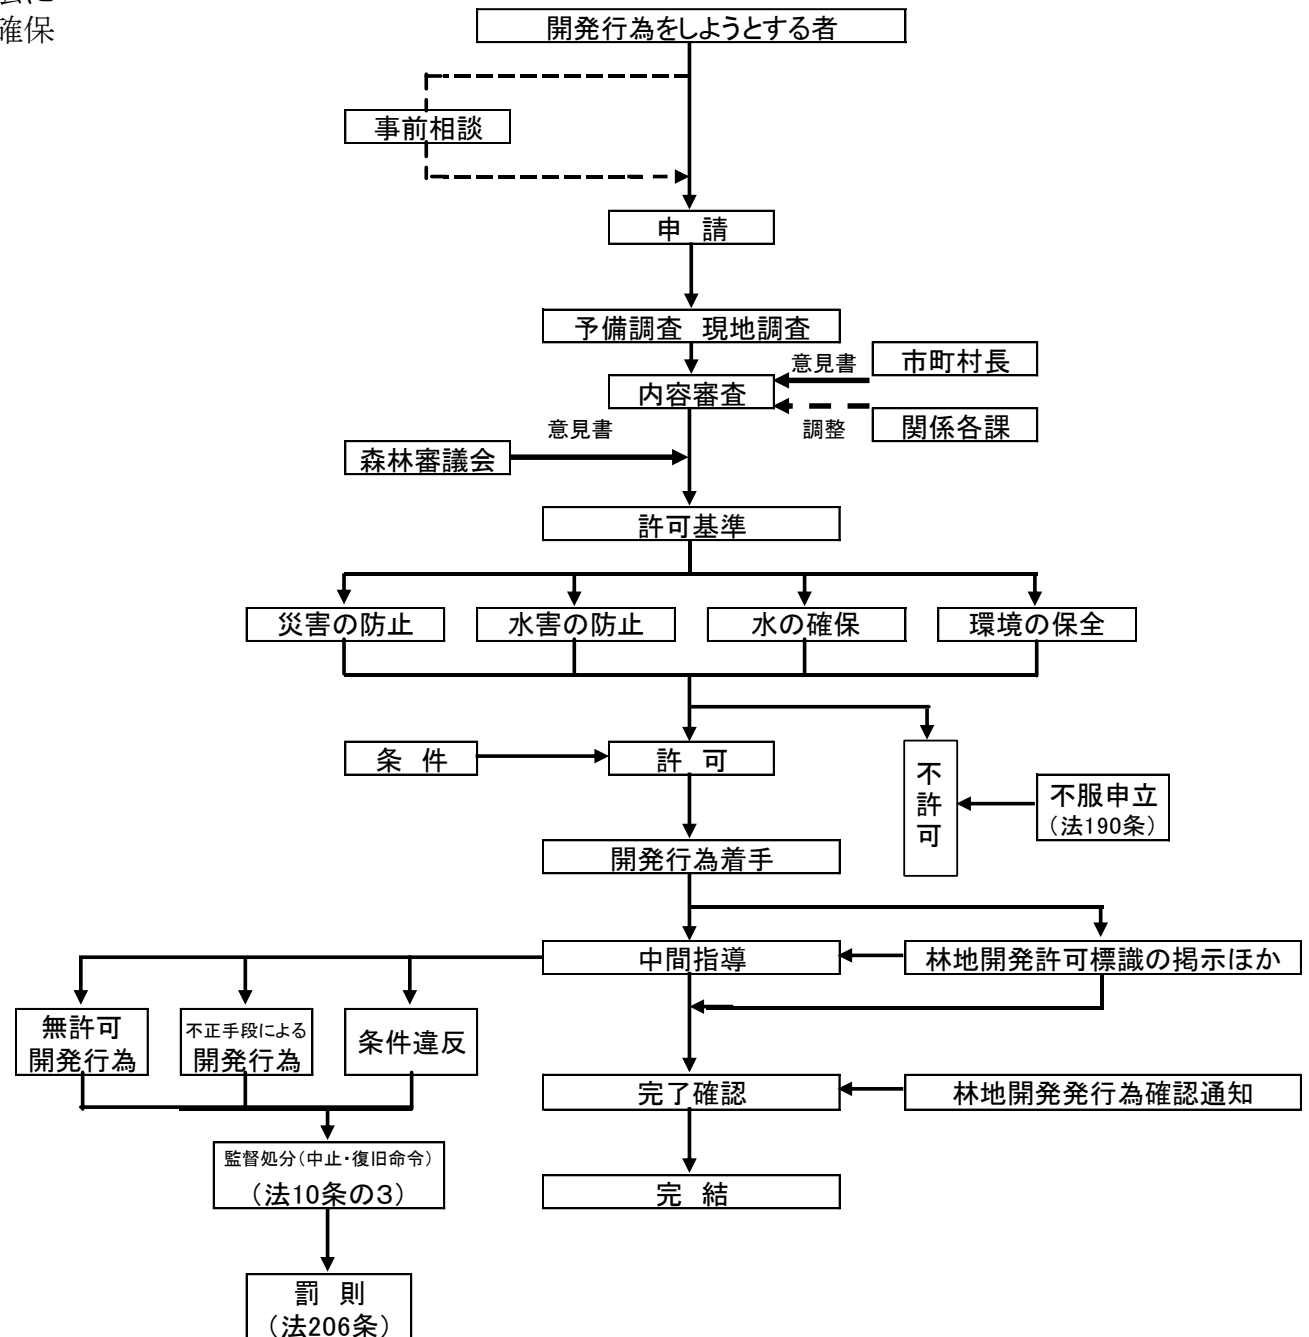 確保
開発行為をしようとする者
事前相談
申 請
予備調査 現地調査
意見書
市町村長
内容審査
調整
関係各課
意見書
森林審議会
許可基準
災害の防止
水害の防止
水の確保
環境の保全
条 件
許 可
不許可
不服申立
（法190条）
開発行為着手
中間指導
林地開発許可標識の掲示ほか
無許可
開発行為
不正手段による
開発行為
条件違反
完了確認
林地開発発行為確認通知
監督処分（中止・復旧命令）
（法10条の３）
完 結
罰 則
（法206条）